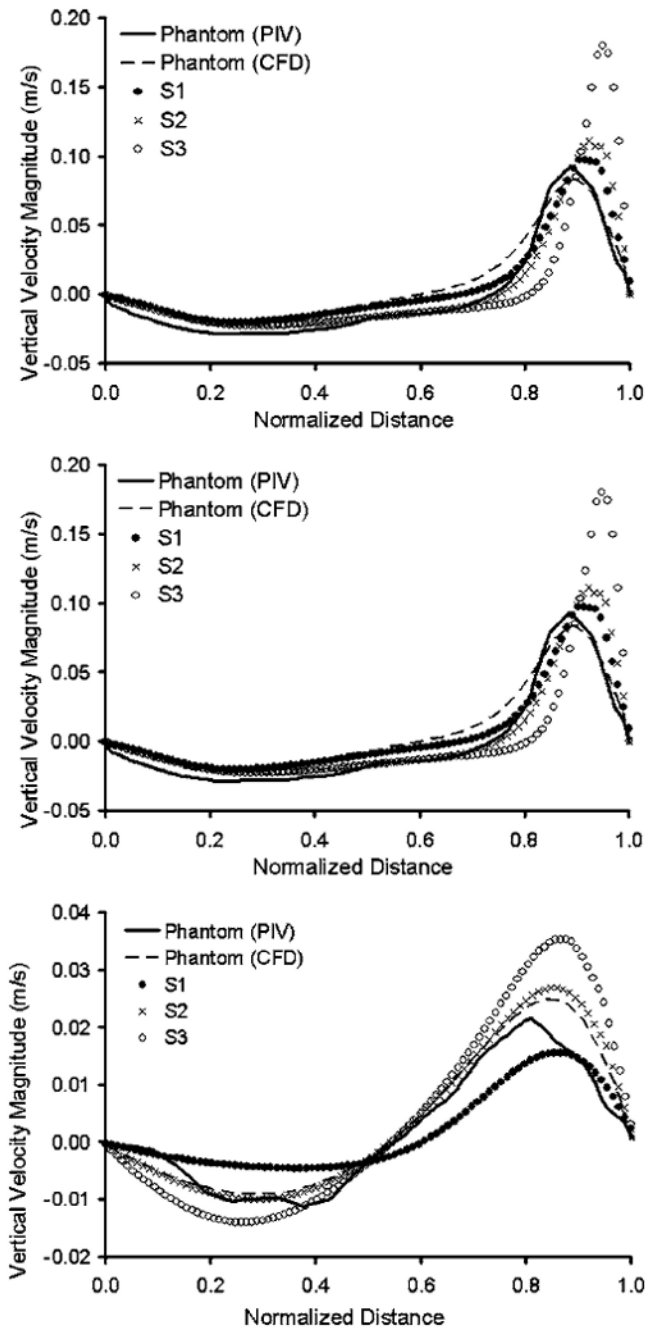 Vertical Velocity Magnitude (m/s)
0.20
0.15
0.10
0.05
0.00
-0.05
Phantom (PIV)
Phantom (CFD)
S1
S2
S3
0.0 0.2 0.4 0.6 0.8 1.0
Normalized Distance
Vertical Velocity Magnitude (m/s)
0.20
0.15
0.10
0.05
0.00
-0.05
Phantom (PIV)
Phantom (CFD)
S1
S2
S3
0.0 0.2 0.4 0.6 0.8 1.0
Normalized Distance
Vertical Velocity Magnitude (m/s)
0.04
0.03
0.02
0.01
0.00
-0.01
-0.02
Phantom (PIV)
Phantom (CFD)
S1
S2
S3
0.0 0.2 0.4 0.6 0.8 1.0
Normalized Distance